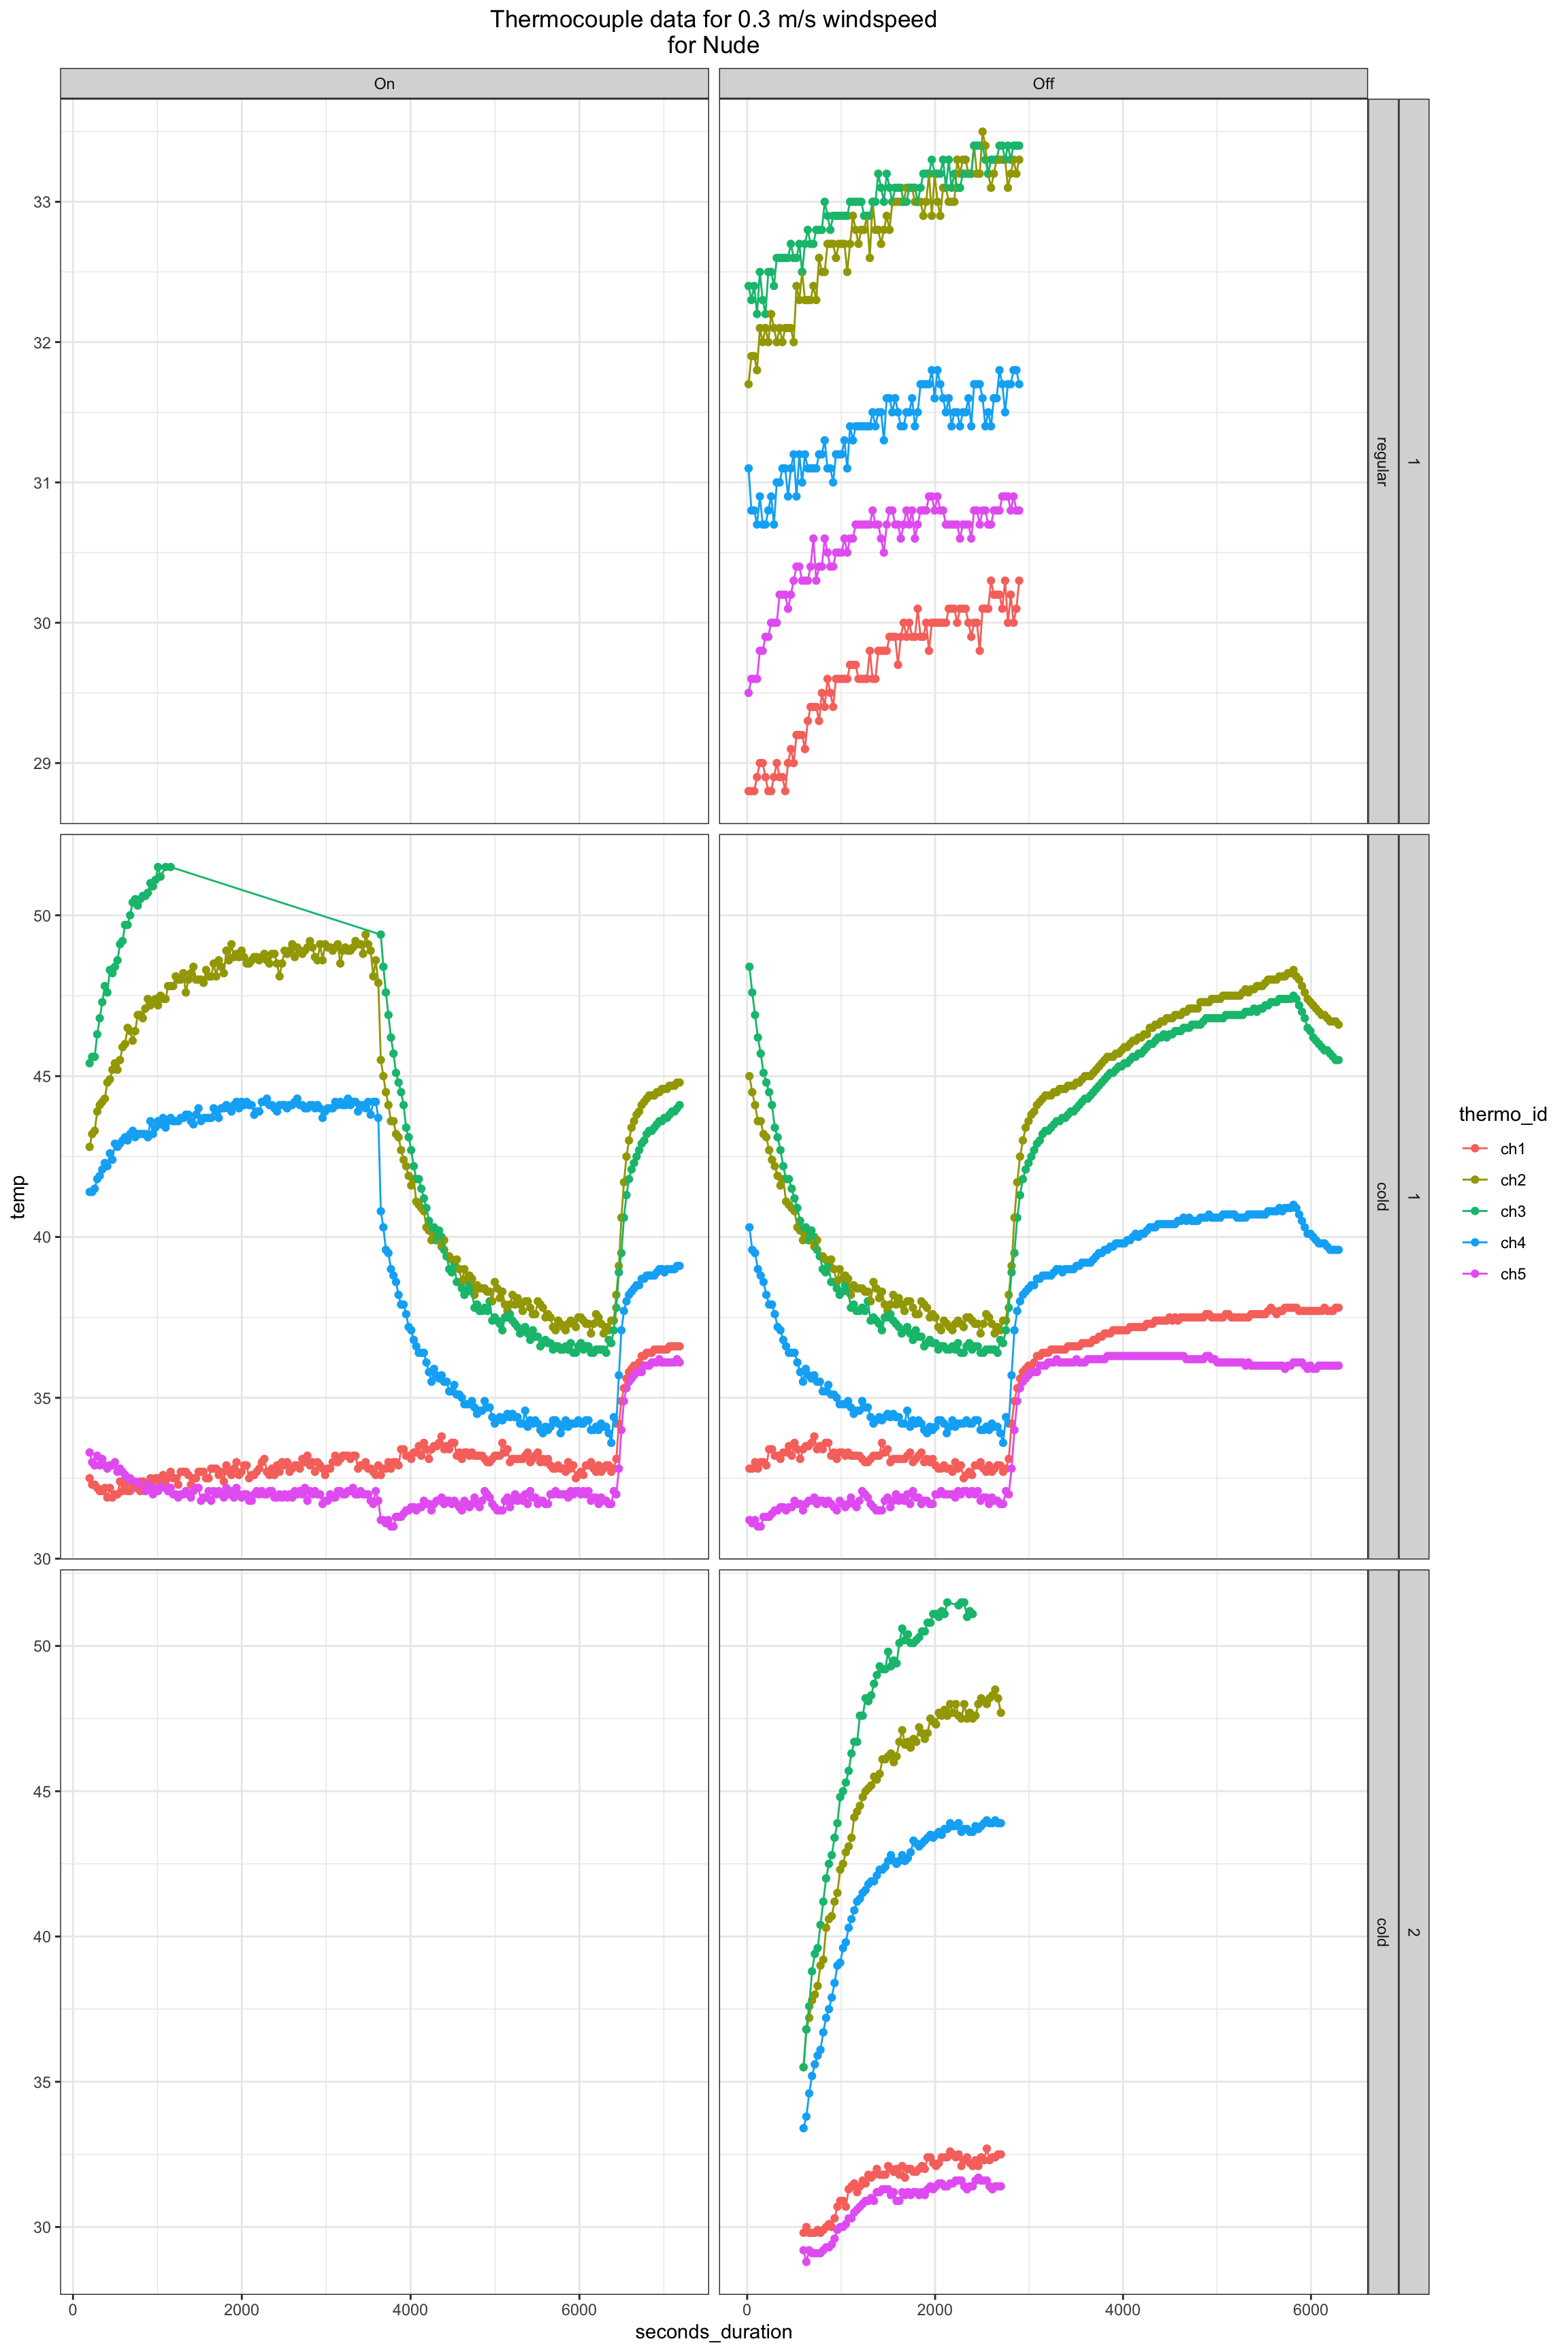 Thermocouple data for 0.3 m/s windspeed
for Nude
On
Off
33
32
31
30
29
regular
1
50
45
40
35
30
cold
1
50
45
40
35
30
cold
2
temp
0
2000
4000
6000
0
2000
4000
6000
seconds_duration
thermo_id
ch1
ch2
ch3
ch4
ch5